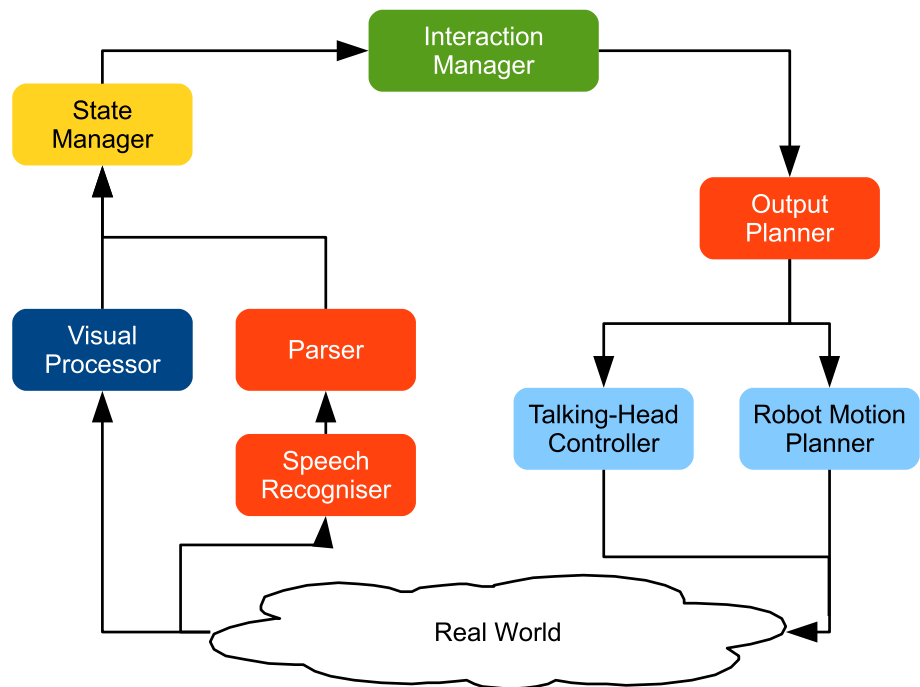 Interaction
Manager
State
Manager
Output
Planner
Visual
Processor
Parser
Talking-Head
Controller
Robot Motion
Planner
Speech
Recogniser
Real World